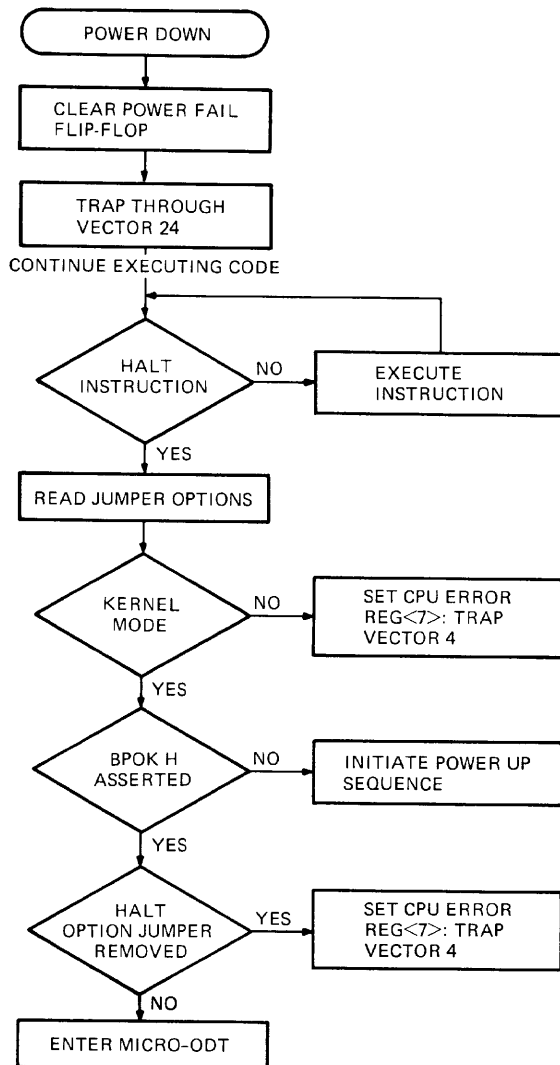 POWER DOWN
CLEAR POWER FAIL
FLIP-FLOP
TRAP THROUGH
VECTOR 24
CONTINUE EXECUTING CODE
HALT
INSTRUCTION
NO
EXECUTE
INSTRUCTION
YES
READ JUMPER OPTIONS
KERNEL
MODE
NO
SET CPU ERROR
REG<7>: TRAP
VECTOR 4
YES
BPOK H
ASSERTED
NO
INITIATE POWER UP
SEQUENCE
YES
HALT
OPTION JUMPER
REMOVED
YES
SET CPU ERROR
REG<7>: TRAP
VECTOR 4
NO
ENTER MICRO-ODT